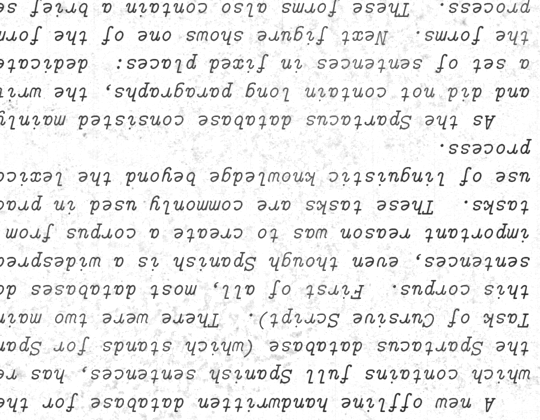 A new offline handwritten database for the
which contains full Spanish sentences, has re
the Spartacus database (which stands for Span
Task of Cursive Script). There were two main
this corpus. First of all, most databases do
sentences, even though Spanish is a widespre
important reason was to create a corpus from
tasks. These tasks are commonly used in prac
use of linguistic knowledge beyond the lexico
process.
As the Spartacus database consisted mainly
and did not contain long paragraphs, the writ
a set of sentences in fixed places: dedicate
the forms. Next figure shows one of the form
process. These forms also contain a brief se